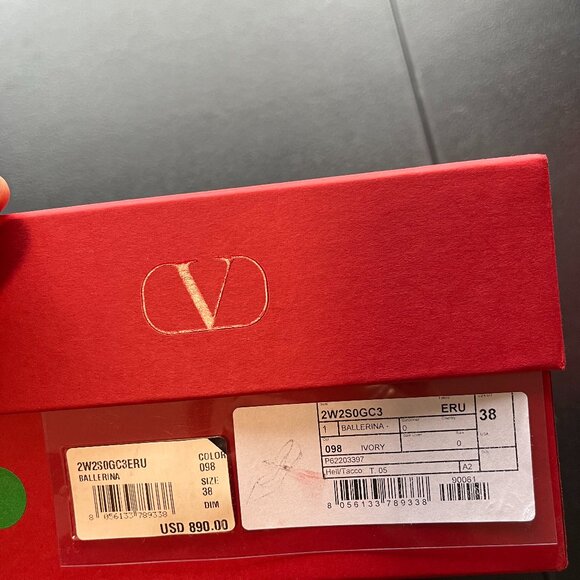 V
2W2S0GC3ERU
BALLERINA
COLOR
098
SIZE
38
DIM
8 056133 789338
USD 890.00
2W2S0GC3 ERU 38
1 BALLERINA - 0
098 IVORY 0
P62203397
Heil/Tacco: T. 05 A2
90061
8 056133 789338